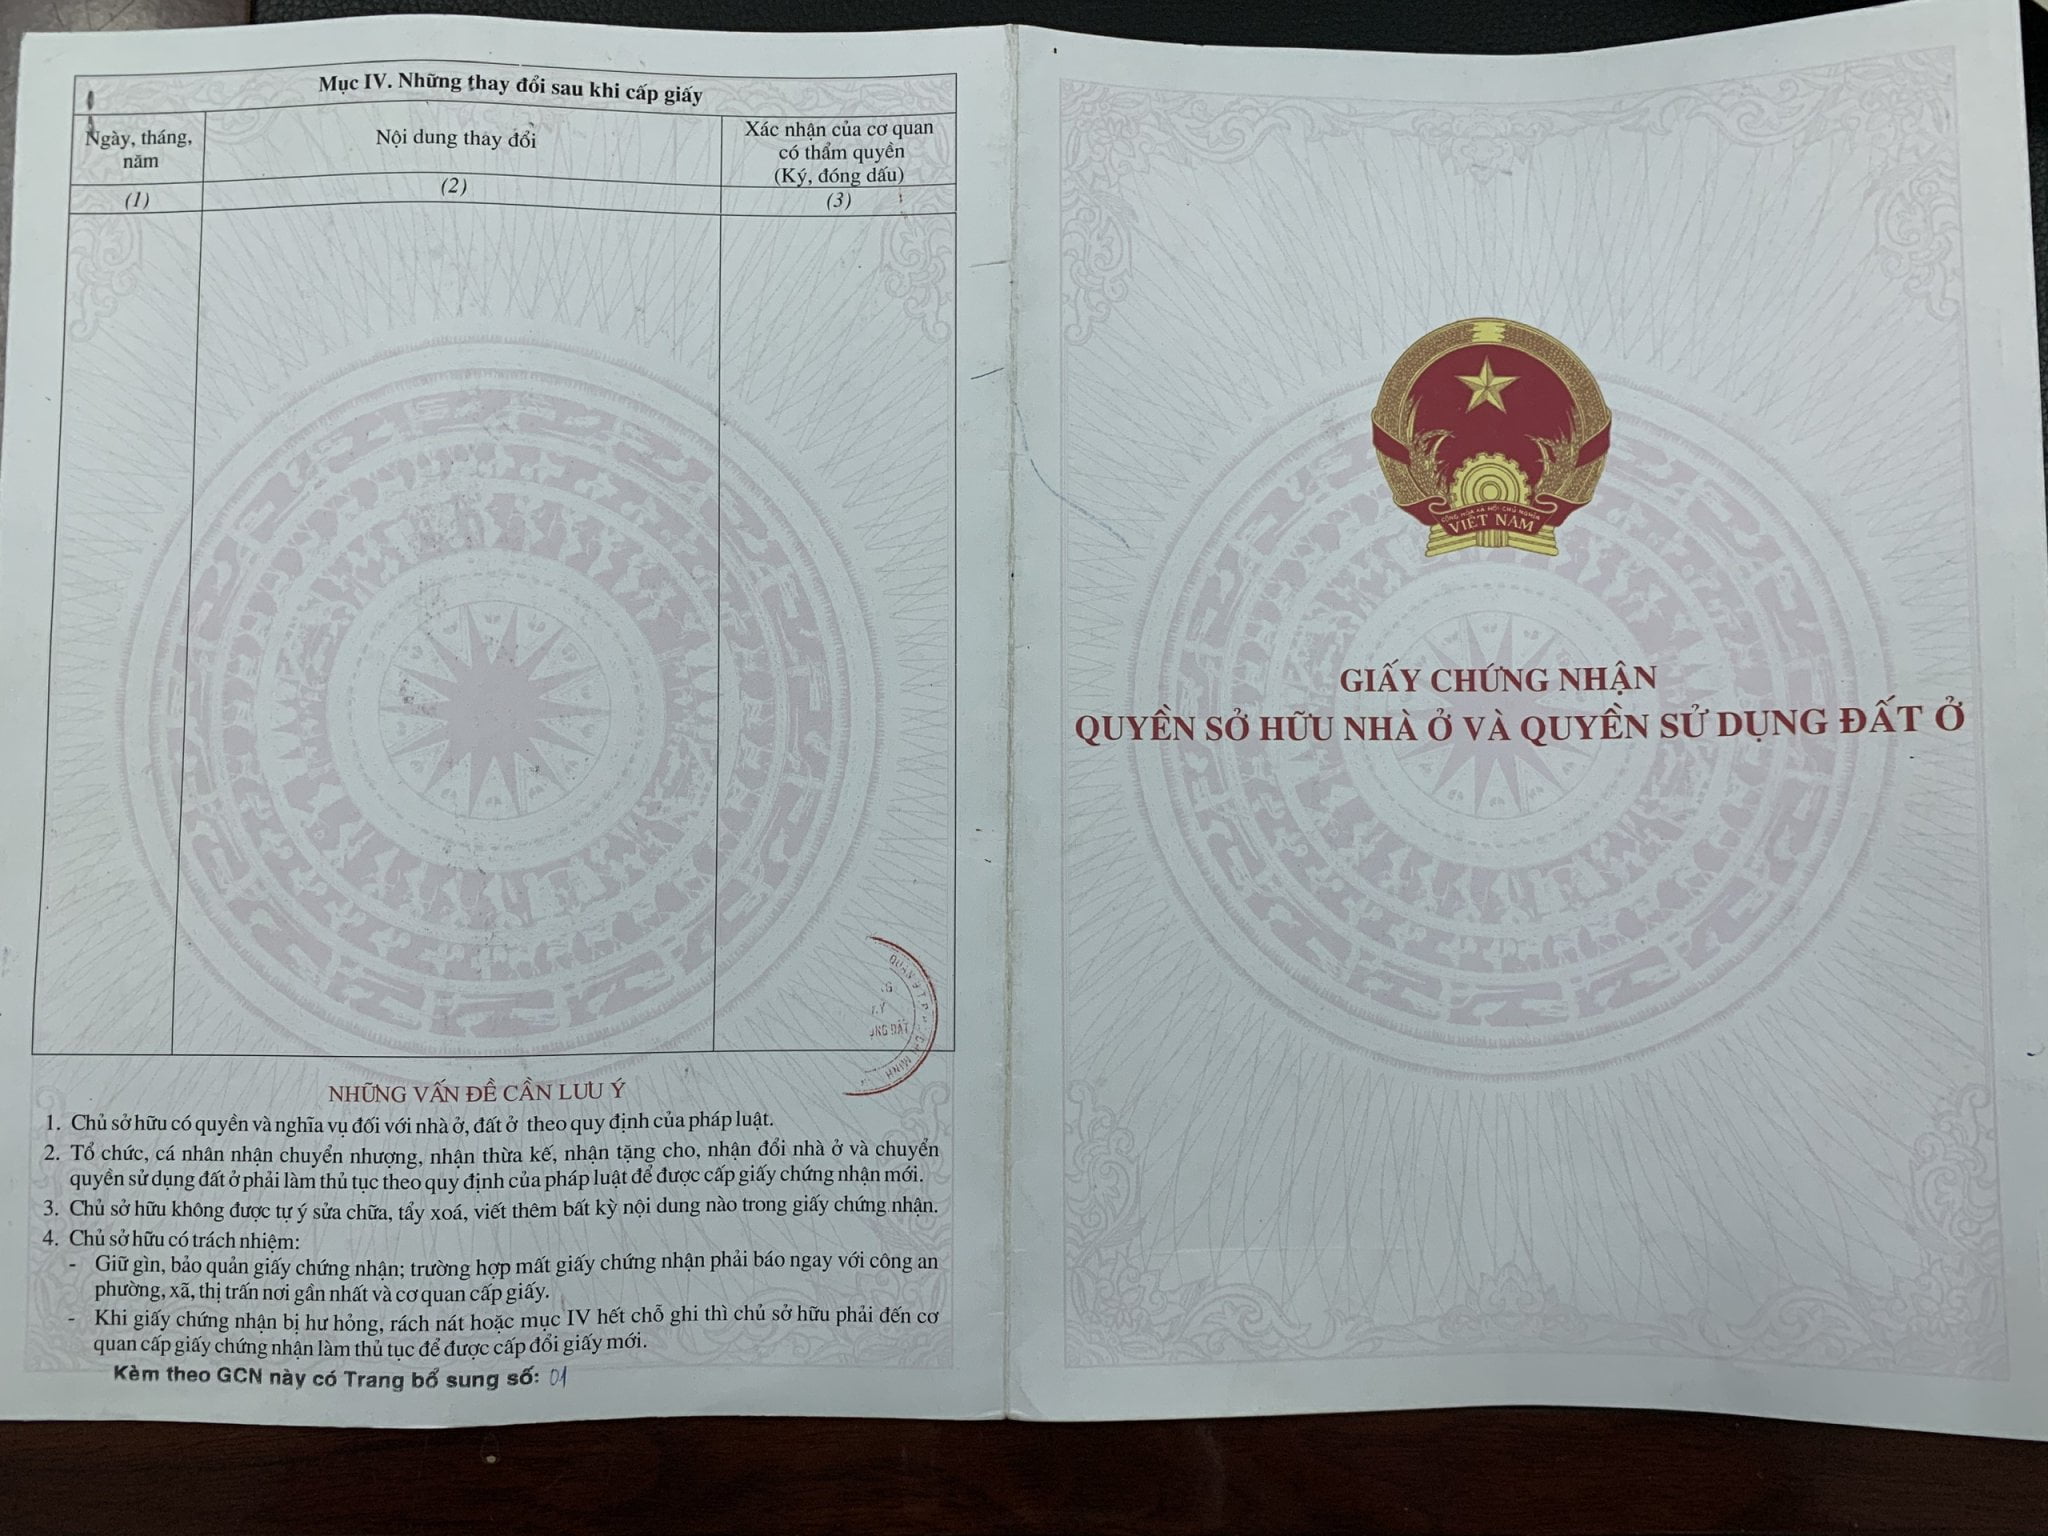 Mục IV. Những thay đổi sau khi cấp giấy
Ngày, tháng,
năm
Nội dung thay đổi
Xác nhận của cơ quan
có thẩm quyền
(Ký, đóng dấu)
(1)
(2)
(3)
NHỮNG VẤN ĐỀ CẦN LƯU Ý
1. Chủ sở hữu có quyền và nghĩa vụ đối với nhà ở, đất ở theo quy định của pháp luật.
2. Tổ chức, cá nhân nhận chuyển nhượng, nhận thừa kế, nhận tặng cho, nhận đổi nhà ở và chuyển
quyền sử dụng đất ở phải làm thủ tục theo quy định của pháp luật để được cấp giấy chứng nhận mới.
3. Chủ sở hữu không được tự ý sửa chữa, tẩy xoá, viết thêm bất kỳ nội dung nào trong giấy chứng nhận.
4. Chủ sở hữu có trách nhiệm:
- Giữ gìn, bảo quản giấy chứng nhận; trường hợp mất giấy chứng nhận phải báo ngay với công an
phường, xã, thị trấn nơi gần nhất và cơ quan cấp giấy.
- Khi giấy chứng nhận bị hư hỏng, rách nát hoặc mục IV hết chỗ ghi thì chủ sở hữu phải đến cơ
quan cấp giấy chứng nhận làm thủ tục để được cấp đổi giấy mới.
Kèm theo GCN này có Trang bổ sung số: 01
CỘNG HÒA XÃ HỘI CHỦ NGHĨA
VIỆT NAM
GIẤY CHỨNG NHẬN
QUYỀN SỞ HỮU NHÀ Ở VÀ QUYỀN SỬ DỤNG ĐẤT Ở